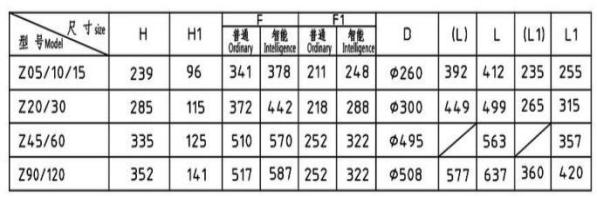 尺寸size
型号Model
H H1 F F1 D (L) L (L1) L1
普通 智能 普通 智能
Ordinary Intelligence Ordinary Intelligence
Z05/10/15 239 96 341 378 211 248 φ260 392 412 235 255
Z20/30 285 115 372 442 218 288 φ300 449 499 265 315
Z45/60 335 125 510 570 252 322 φ495 563 357
Z90/120 352 141 517 587 252 322 φ508 577 637 360 420